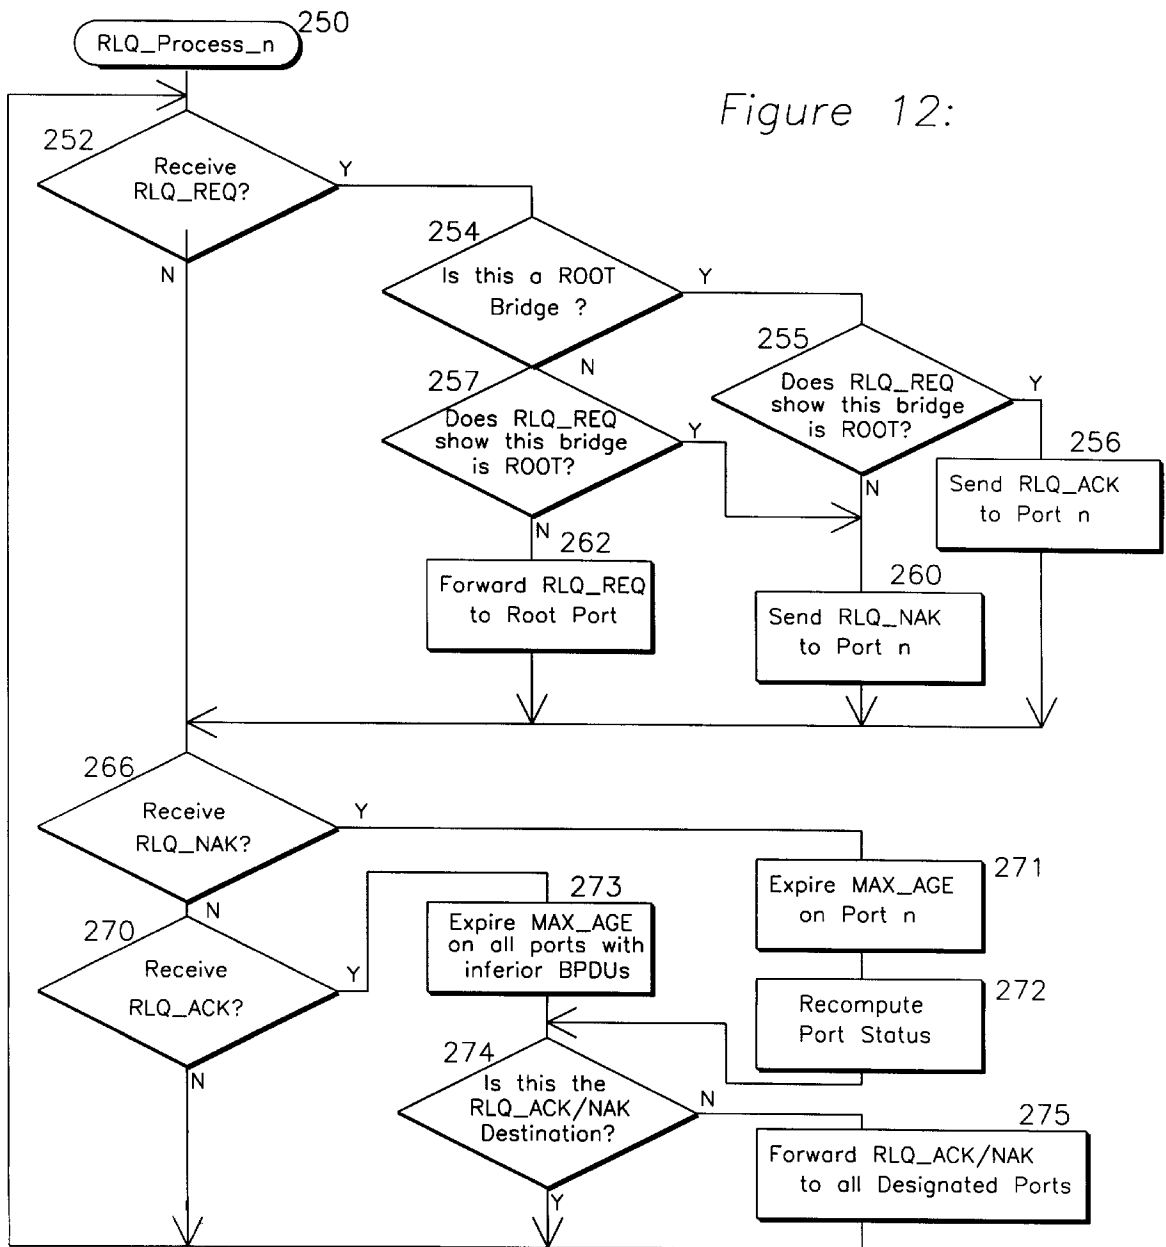 250
RLQ_Process_n
Figure 12:
252
Receive
RLQ_REQ?
Y
N
254
Is this a ROOT
Bridge ?
Y
N
255
Does RLQ_REQ
show this bridge
is ROOT?
Y
N
257
Does RLQ_REQ
show this bridge
is ROOT?
Y
N
256
Send RLQ_ACK
to Port n
262
Forward RLQ_REQ
to Root Port
260
Send RLQ_NAK
to Port n
266
Receive
RLQ_NAK?
Y
N
271
Expire MAX_AGE
on Port n
273
Expire MAX_AGE
on all ports with
inferior BPDUs
270
Receive
RLQ_ACK?
Y
N
272
Recompute
Port Status
274
Is this the
RLQ_ACK/NAK
Destination?
N
Y
275
Forward RLQ_ACK/NAK
to all Designated Ports